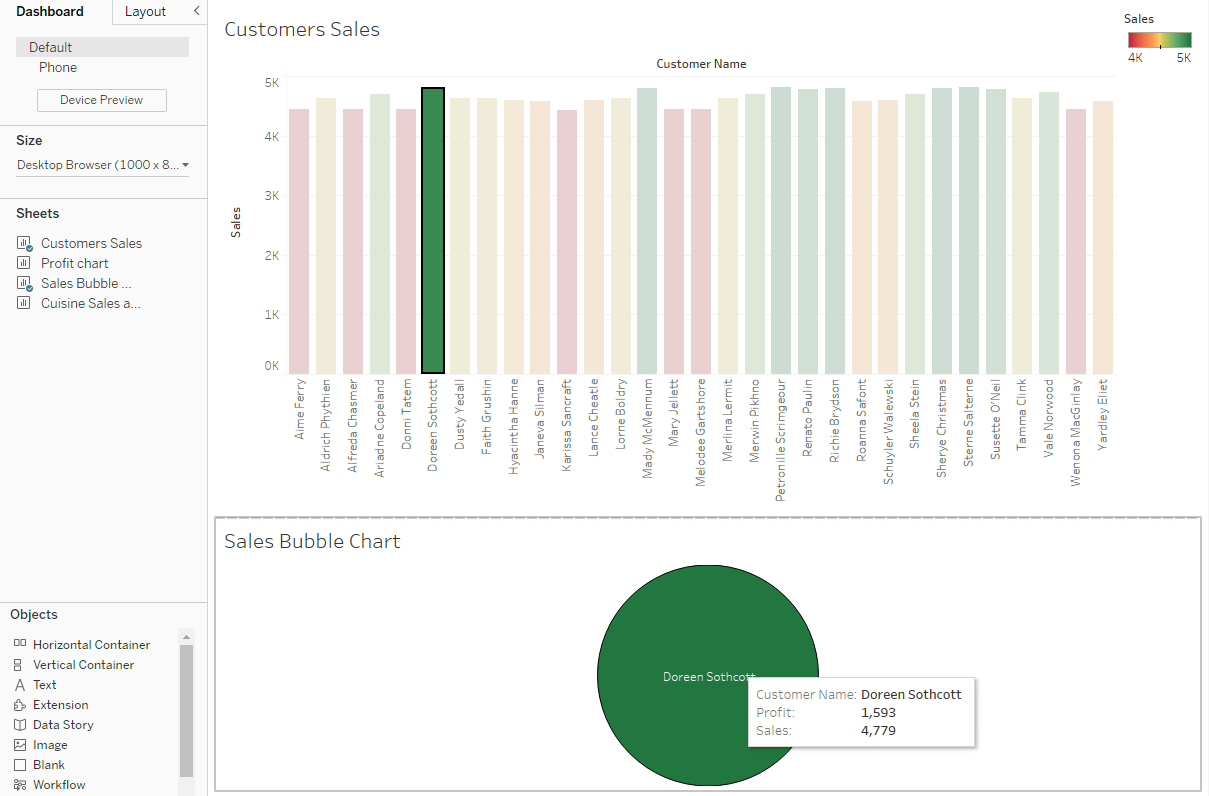 Dashboard
Layout
Default
Phone
Device Preview
Size
Desktop Browser (1000 x 8...
Sheets
Customers Sales
Profit chart
Sales Bubble ...
Cuisine Sales a...
Objects
Horizontal Container
Vertical Container
Text
Extension
Data Story
Image
Blank
Workflow
Customers Sales
Customer Name
Sales
5K
4K
3K
2K
1K
0K
Aime Ferry
Aldrich Phythien
Alfreda Chasmer
Ariadne Copeland
Donni Tatem
Doreen Sothcott
Dusty Yedall
Faith Grushin
Hyacintha Hanne
Janeva Silman
Karissa Sancraft
Lance Cheatle
Lorne Boldry
Mady McMennum
Mary Jellett
Melodee Gartshore
Merlina Lermit
Merwin Pikhno
Petronille Scrimgeour
Renato Paulin
Richie Brydson
Roanna Safont
Schuyler Walewski
Sheela Stein
Sherye Christmas
Sterne Salterne
Susette O'Neil
Tamma Clink
Vale Norwood
Wenona MacGinlay
Yardley Eliet
Sales
4K 5K
Sales Bubble Chart
Doreen Sothcott
Customer Name: Doreen Sothcott
Profit: 1,593
Sales: 4,779